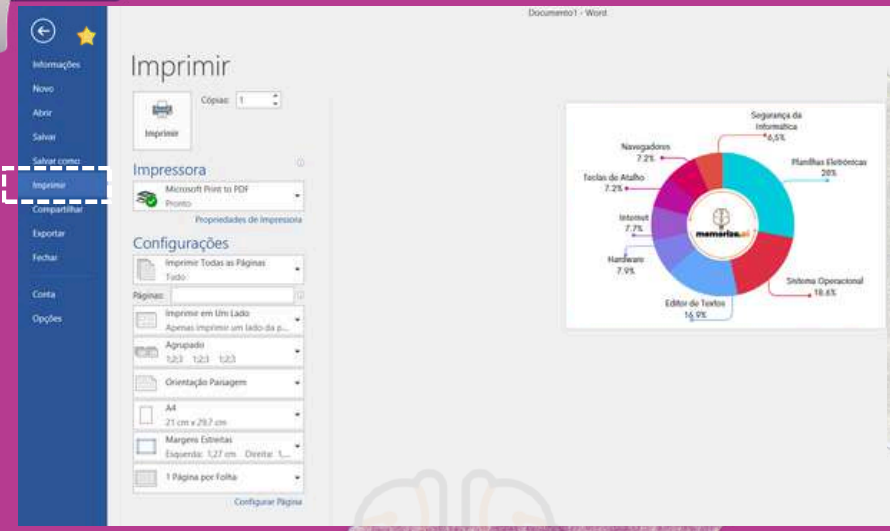 Documento1 - Word
Informações
Novo
Abrir
Salvar
Salvar como
Imprimir
Compartilhar
Exportar
Fechar
Conta
Opções
Imprimir
Cópias: 1
Imprimir
Impressora
Microsoft Print to PDF
Pronto
Propriedades de Impressora
Configurações
Imprimir Todas as Páginas
Tudo
Páginas:
Imprimir em Um Lado
Apenas imprimir um lado da p...
Agrupado
1;2;3 1;2;3 1;2;3
Orientação Paisagem
A4
21 cm x 29,7 cm
Margens Estreitas
Esquerda: 1,27 cm Direita: 1,...
1 Página por Folha
Configurar Página
Segurança da
Informática
6,5%
Navegadores
7.2%
Planilhas Eletrônicas
20%
Teclas de Atalho
7.2%
Internet
7.7%
memorize.ai
Hardware
7.9%
Sistema Operacional
18.6%
Editor de Textos
16.9%